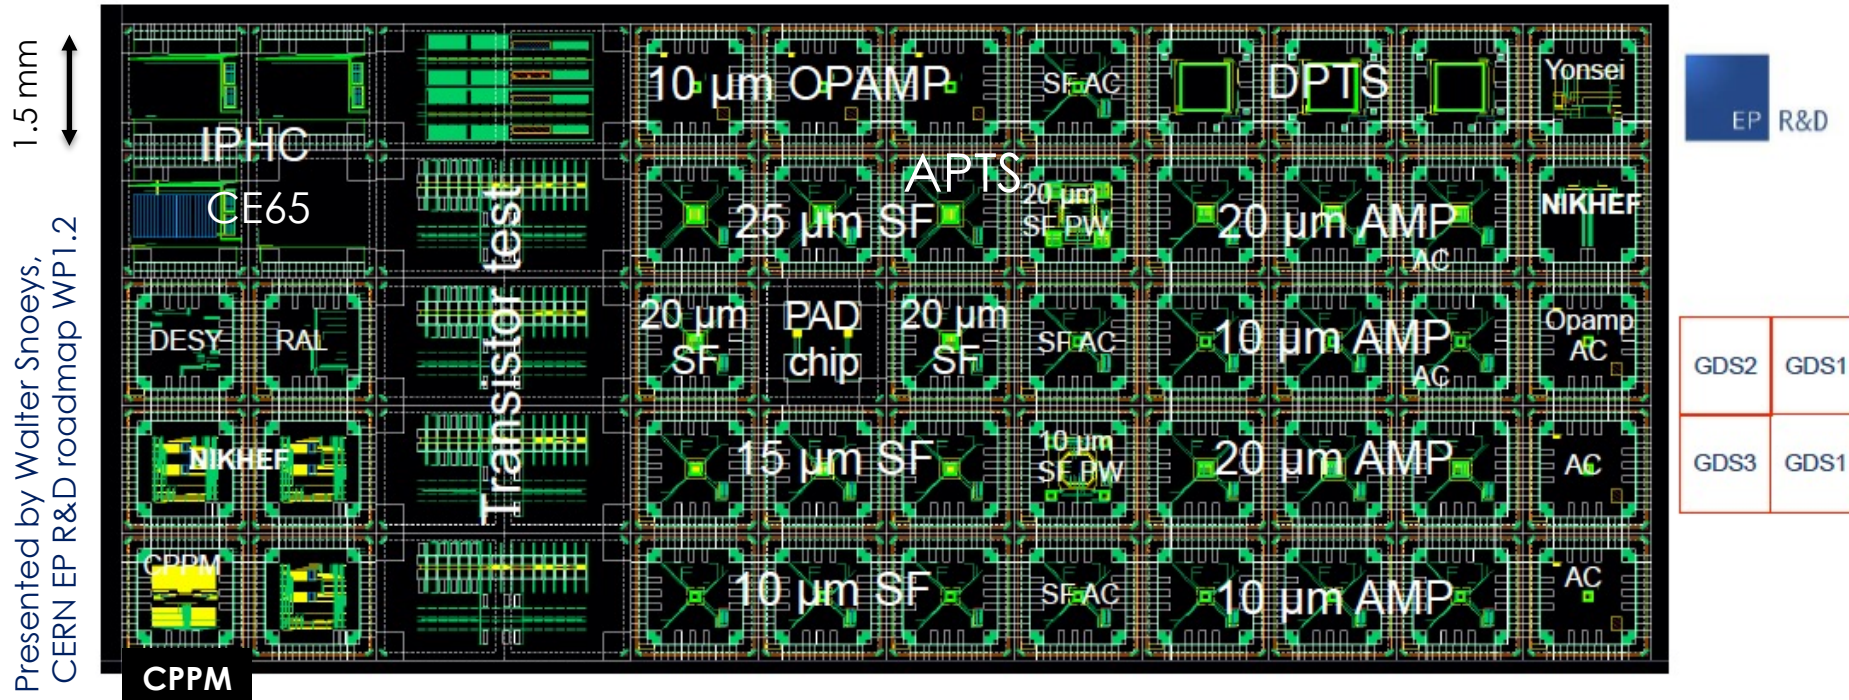 1.5 mm
Presented by Walter Snoeys,
CERN EP R&D roadmap WP1.2
IPHC
CE65
Transistor test
10 µm OPAMP
SF AC
DPTS
Yonsei
APTS
25 µm SF
20 µm
SF PW
20 µm AMP
AC
NIKHEF
DESY
RAL
20 µm
SF
PAD
chip
20 µm
SF
SF AC
10 µm AMP
AC
Opamp
AC
NIKHEF
15 µm SF
10 µm
SF PW
20 µm AMP
AC
CPPM
10 µm SF
SF AC
10 µm AMP
AC
CPPM
EP R&D
GDS2 GDS1
GDS3 GDS1